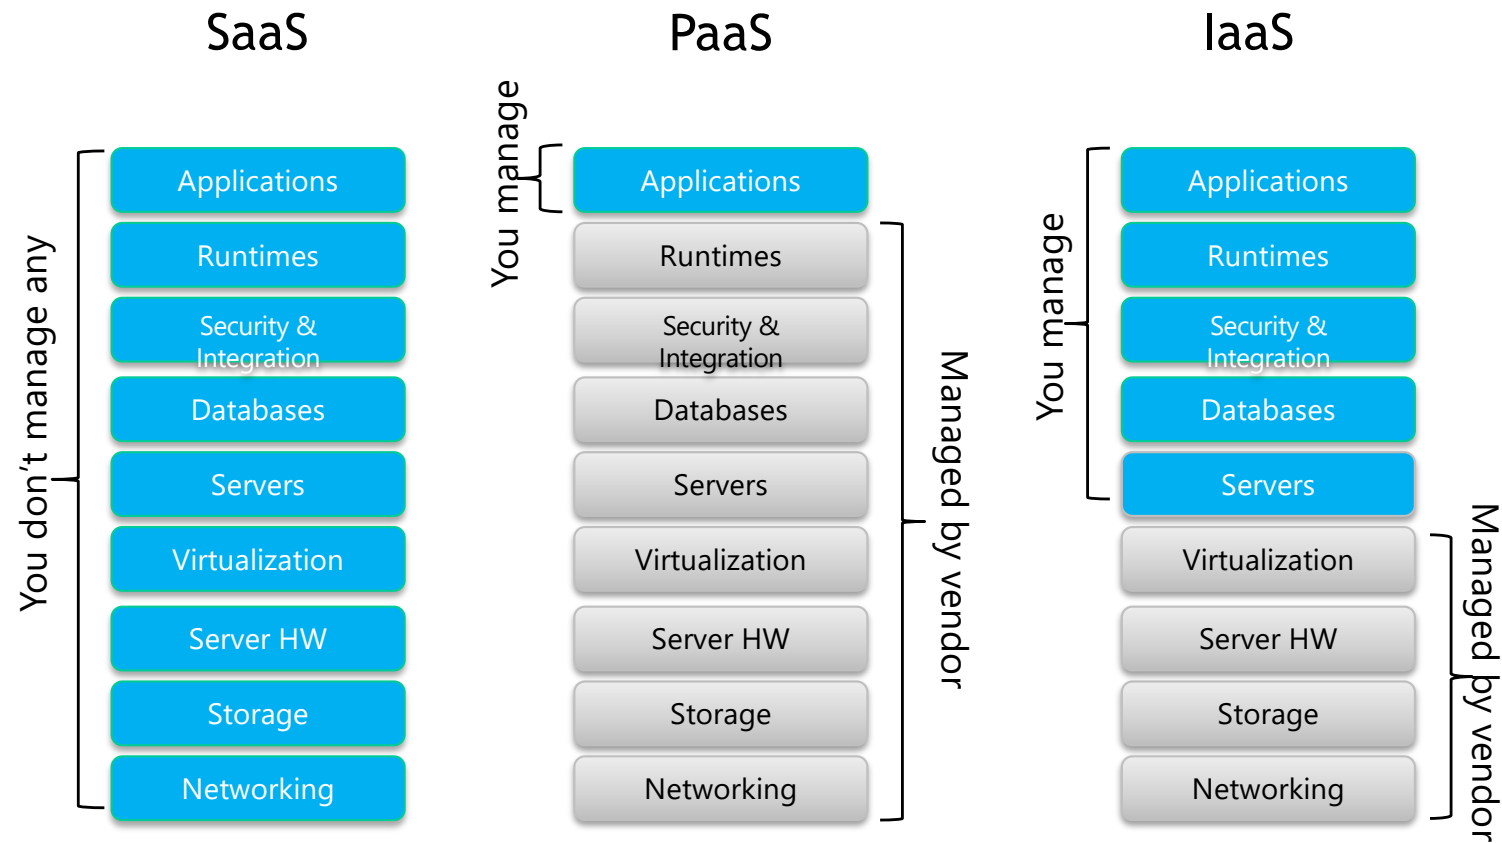 SaaS
You don't manage any
Applications
Runtimes
Security &
Integration
Databases
Servers
Virtualization
Server HW
Storage
Networking
PaaS
You manage
Applications
Runtimes
Security &
Integration
Databases
Servers
Virtualization
Server HW
Storage
Networking
Managed by vendor
IaaS
You manage
Applications
Runtimes
Security &
Integration
Databases
Servers
Virtualization
Server HW
Storage
Networking
Managed by vendor